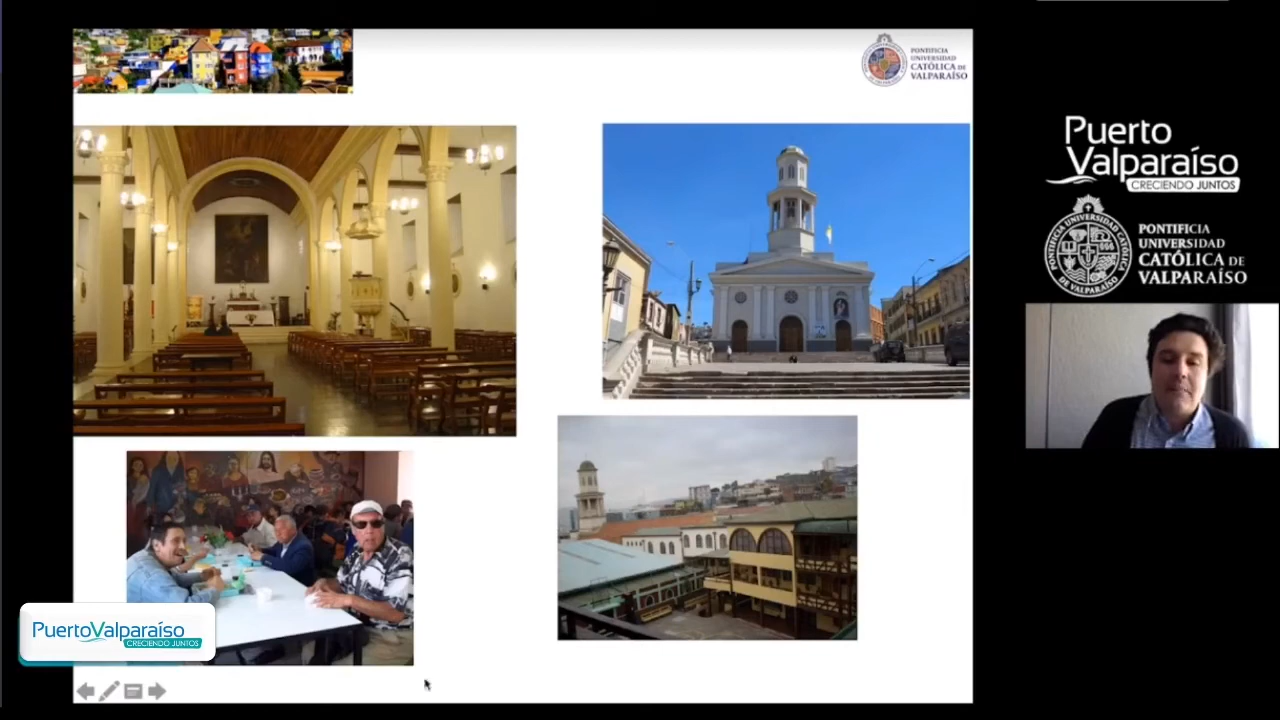 PONTIFICIA
UNIVERSIDAD
CATÓLICA DE
VALPARAÍSO
Puerto
Valparaíso
CRECIENDO JUNTOS
PONTIFICIA
UNIVERSIDAD
CATÓLICA DE
VALPARAÍSO
PuertoValparaíso
CRECIENDO JUNTOS